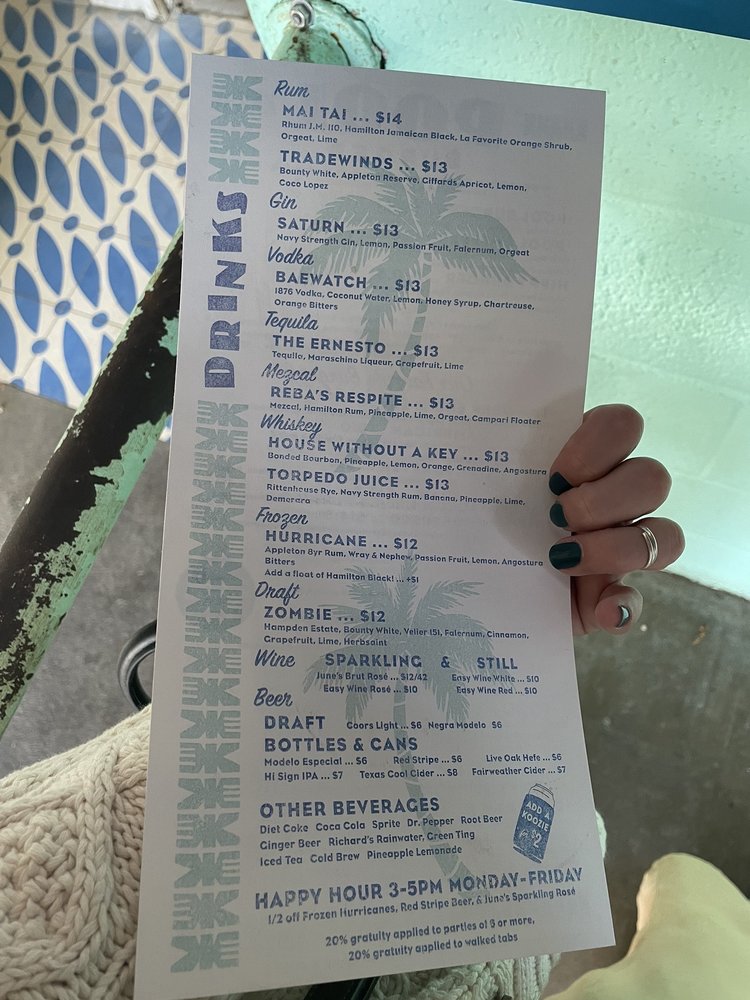 DRINKS
Rum
MAI TAI ... $14
Rhum J.M. 110, Hamilton Jamaican Black, La Favorite Orange Shrub,
Orgeat, Lime
TRADEWINDS ... $13
Bounty White, Appleton Reserve, Giffards Apricot, Lemon,
Coco Lopez
Gin
SATURN ... $13
Navy Strength Gin, Lemon, Passion Fruit, Falernum, Orgeat
Vodka
BAEWATCH ... $13
1876 Vodka, Coconut Water, Lemon, Honey Syrup, Chartreuse,
Orange Bitters
Tequila
THE ERNESTO ... $13
Tequila, Maraschino Liqueur, Grapefruit, Lime
Mezcal
REBA'S RESPITE ... $13
Mezcal, Hamilton Rum, Pineapple, Lime, Orgeat, Campari Floater
Whiskey
HOUSE WITHOUT A KEY ... $13
Bonded Bourbon, Pineapple, Lemon, Orange, Grenadine, Angostura
TORPEDO JUICE ... $13
Rittenhouse Rye, Navy Strength Rum, Banana, Pineapple, Lime,
Demerara
Frozen
HURRICANE ... $12
Appleton 8yr Rum, Wray & Nephew, Passion Fruit, Lemon, Angostura
Bitters
Add a float of Hamilton Black! ... +$1
Draft
ZOMBIE ... $12
Hampden Estate, Bounty White, Velier 151, Falernum, Cinnamon,
Grapefruit, Lime, Herbsaint
Wine SPARKLING & STILL
June's Brut Rosé ... $12/42 Easy Wine White ... $10
Easy Wine Rosé ... $10 Easy Wine Red ... $10
Beer
DRAFT Coors Light ... $6 Negra Modelo $6
BOTTLES & CANS
Modelo Especial ... $6 Red Stripe ... $6 Live Oak Hefe ... $6
Hi Sign IPA ... $7 Texas Cool Cider ... $8 Fairweather Cider ... $7
OTHER BEVERAGES
Diet Coke Coca Cola Sprite Dr. Pepper Root Beer
Ginger Beer Richard's Rainwater, Green Ting
Iced Tea Cold Brew Pineapple Lemonade
ADD A
KOOZIE
for $2
HAPPY HOUR 3-5PM MONDAY-FRIDAY
1/2 off Frozen Hurricanes, Red Stripe Beer, & June's Sparkling Rosé
20% gratuity applied to parties of 8 or more,
20% gratuity applied to walked tabs